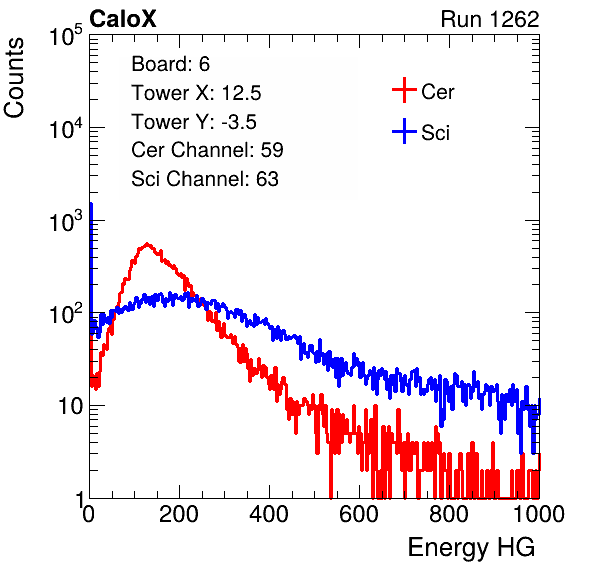 CaloX Run 1262
Counts
10^5
10^4
10^3
10^2
10
1
Board: 6
Tower X: 12.5
Tower Y: -3.5
Cer Channel: 59
Sci Channel: 63
Cer
Sci
0 200 400 600 800 1000
Energy HG